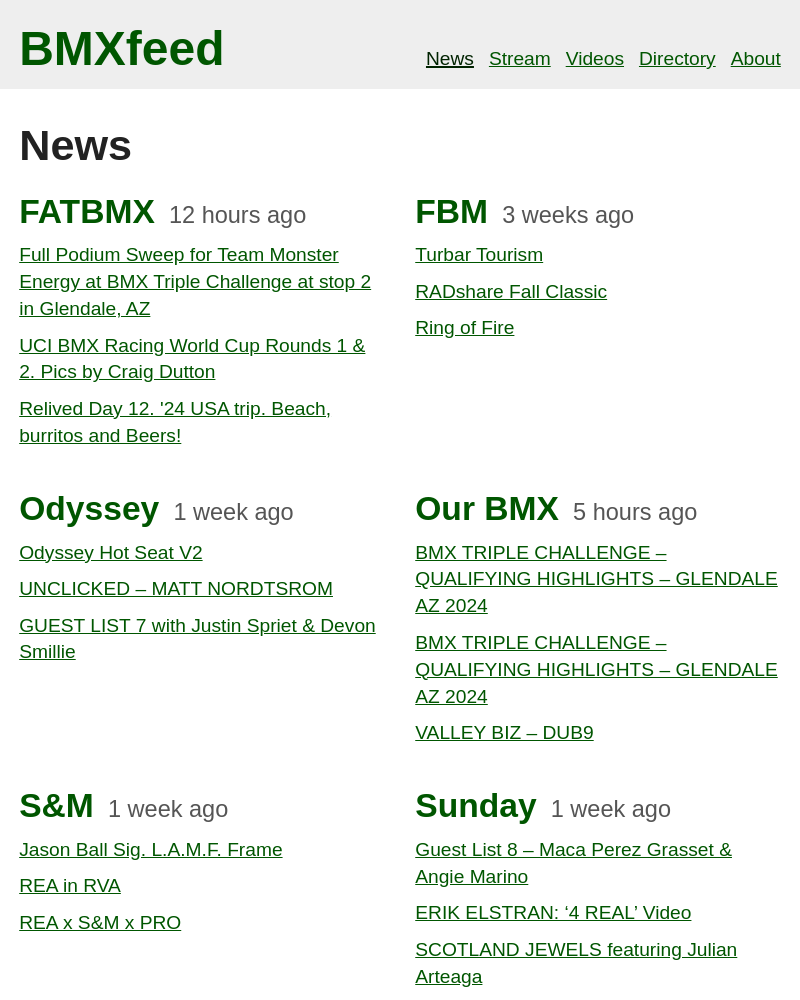 BMXfeed
News Stream Videos Directory About
News
FATBMX 12 hours ago
Full Podium Sweep for Team Monster
Energy at BMX Triple Challenge at stop 2
in Glendale, AZ
UCI BMX Racing World Cup Rounds 1 &
2. Pics by Craig Dutton
Relived Day 12. '24 USA trip. Beach,
burritos and Beers!
FBM 3 weeks ago
Turbar Tourism
RADshare Fall Classic
Ring of Fire
Odyssey 1 week ago
Odyssey Hot Seat V2
UNCLICKED – MATT NORDTSROM
GUEST LIST 7 with Justin Spriet & Devon
Smillie
Our BMX 5 hours ago
BMX TRIPLE CHALLENGE –
QUALIFYING HIGHLIGHTS – GLENDALE
AZ 2024
BMX TRIPLE CHALLENGE –
QUALIFYING HIGHLIGHTS – GLENDALE
AZ 2024
VALLEY BIZ – DUB9
S&M 1 week ago
Jason Ball Sig. L.A.M.F. Frame
REA in RVA
REA x S&M x PRO
Sunday 1 week ago
Guest List 8 – Maca Perez Grasset &
Angie Marino
ERIK ELSTRAN: ‘4 REAL’ Video
SCOTLAND JEWELS featuring Julian
Arteaga